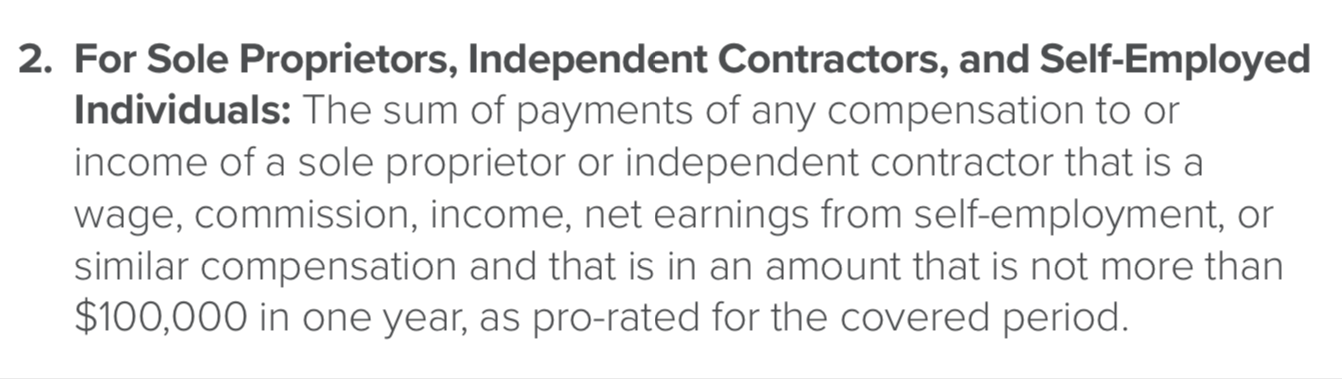 2. For Sole Proprietors, Independent Contractors, and Self-Employed
Individuals: The sum of payments of any compensation to or
income of a sole proprietor or independent contractor that is a
wage, commission, income, net earnings from self-employment, or
similar compensation and that is in an amount that is not more than
$100,000 in one year, as pro-rated for the covered period.